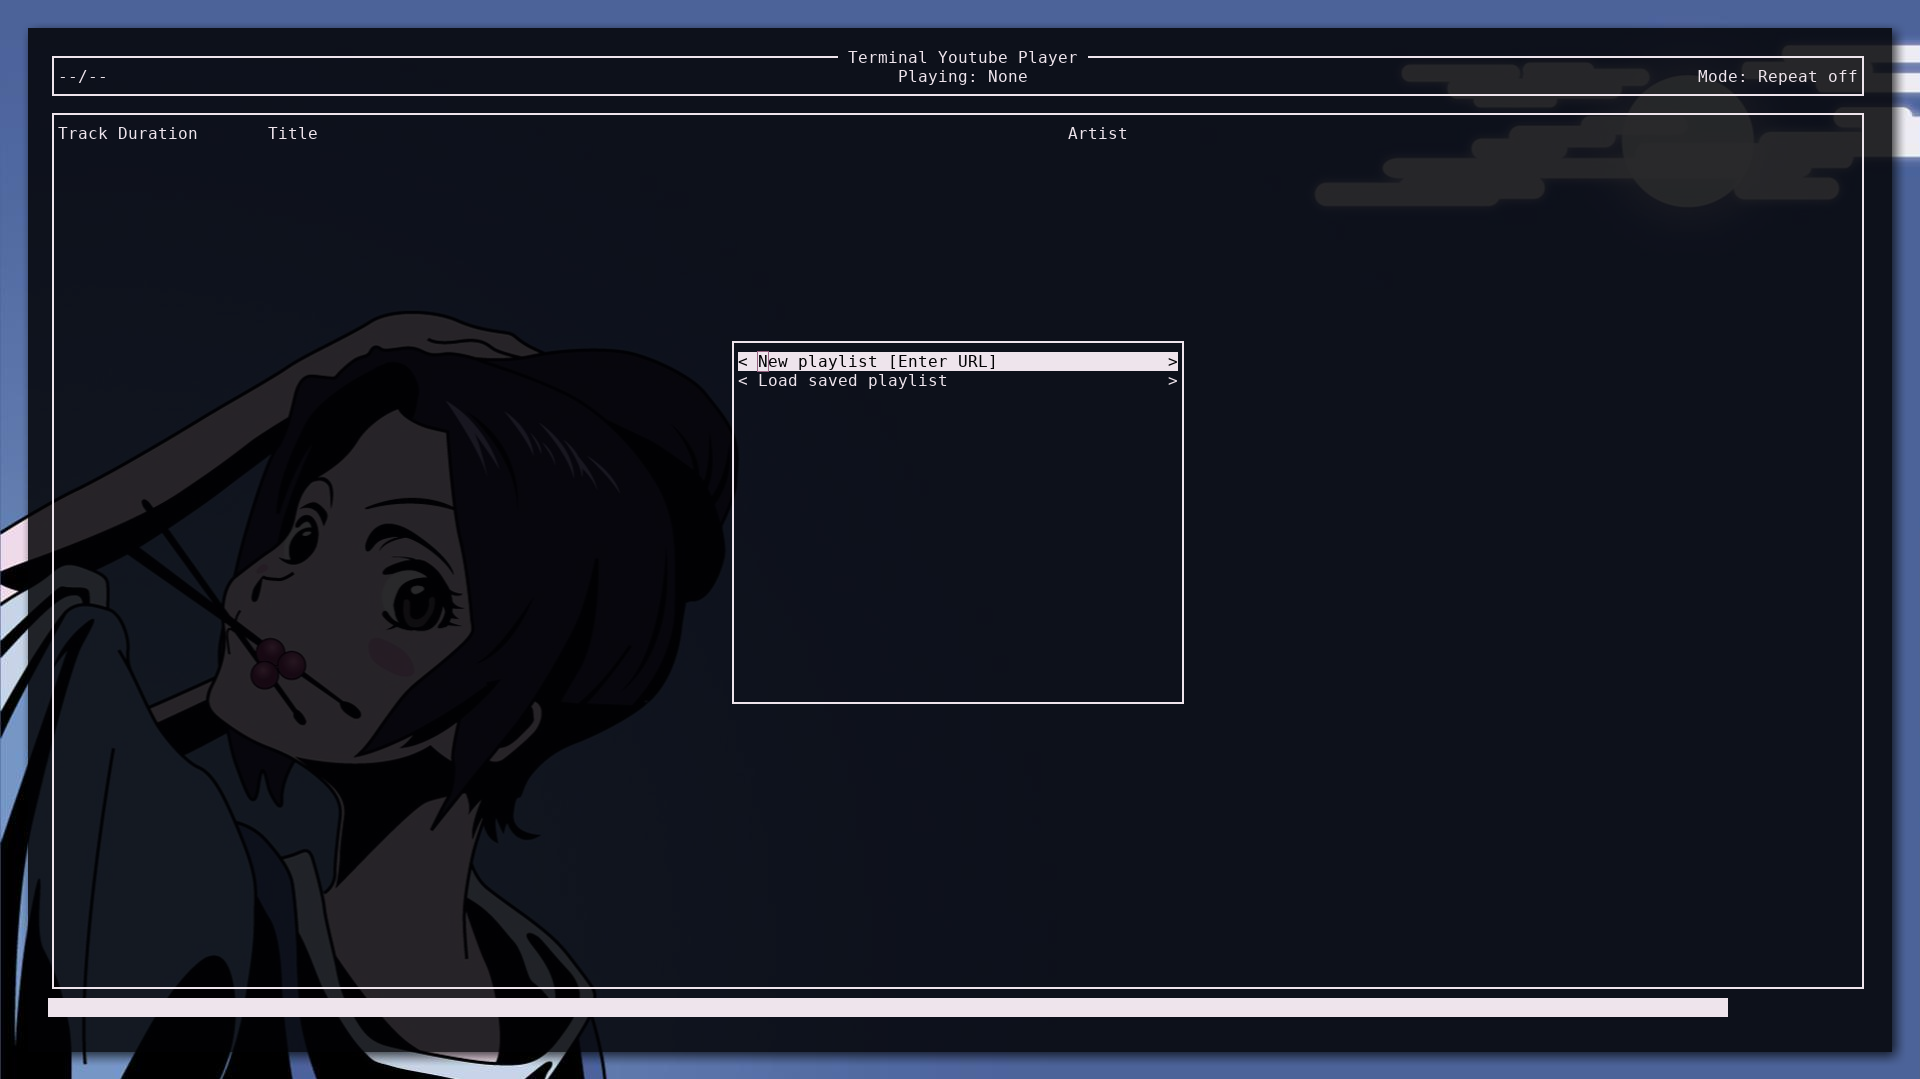 Terminal Youtube Player
--/-- Playing: None Mode: Repeat off
Track Duration Title Artist
< New playlist [Enter URL] >
< Load saved playlist >